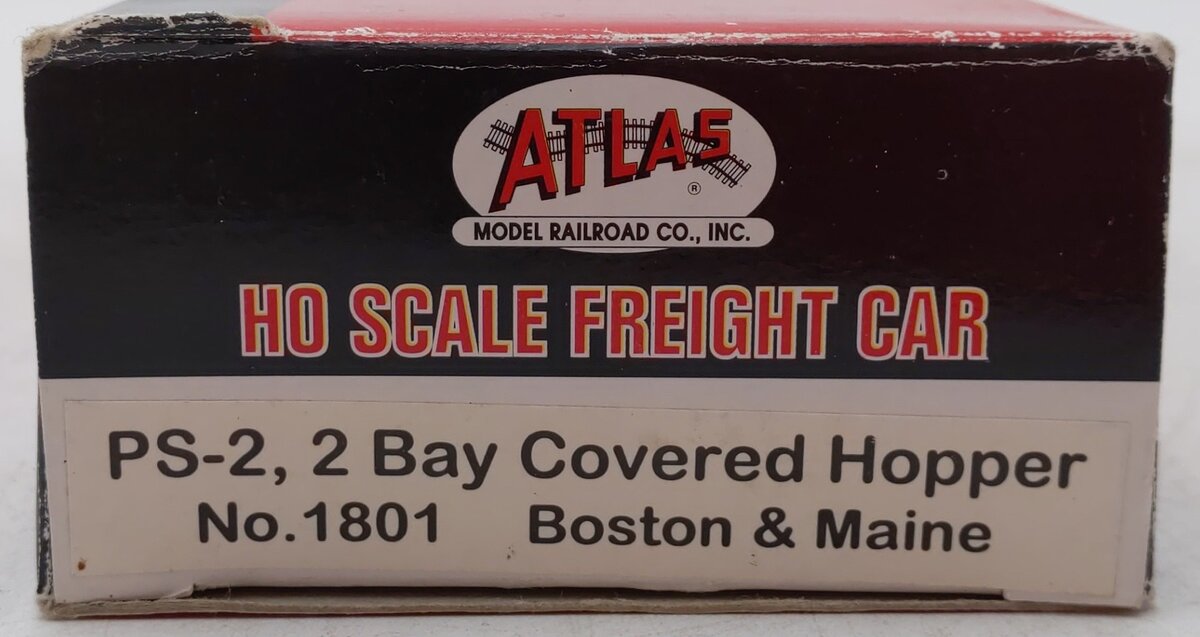 ATLAS
®
MODEL RAILROAD CO., INC.
HO SCALE FREIGHT CAR
PS-2, 2 Bay Covered Hopper
No.1801 Boston & Maine